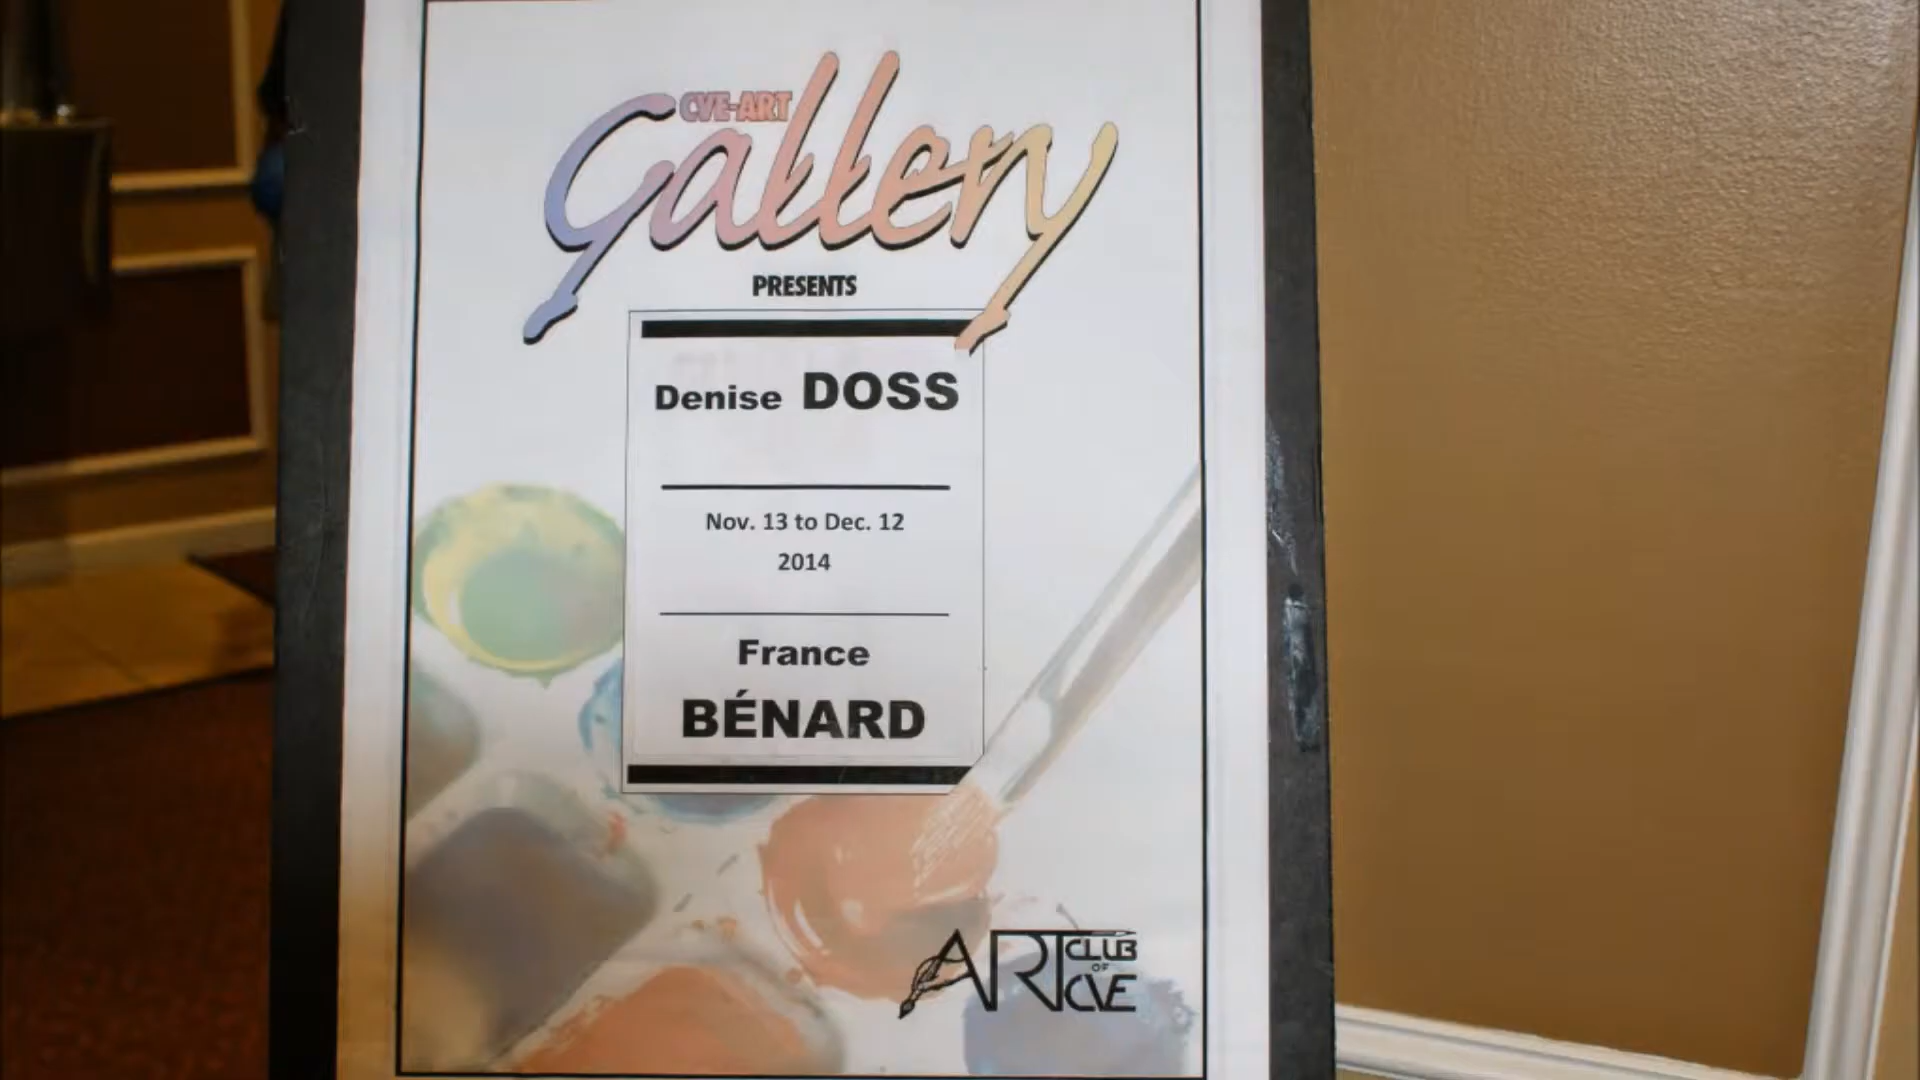 CVE-ART
Gallery
PRESENTS
Denise DOSS
Nov. 13 to Dec. 12
2014
France
BÉNARD
ART CLUB
OF
CVE